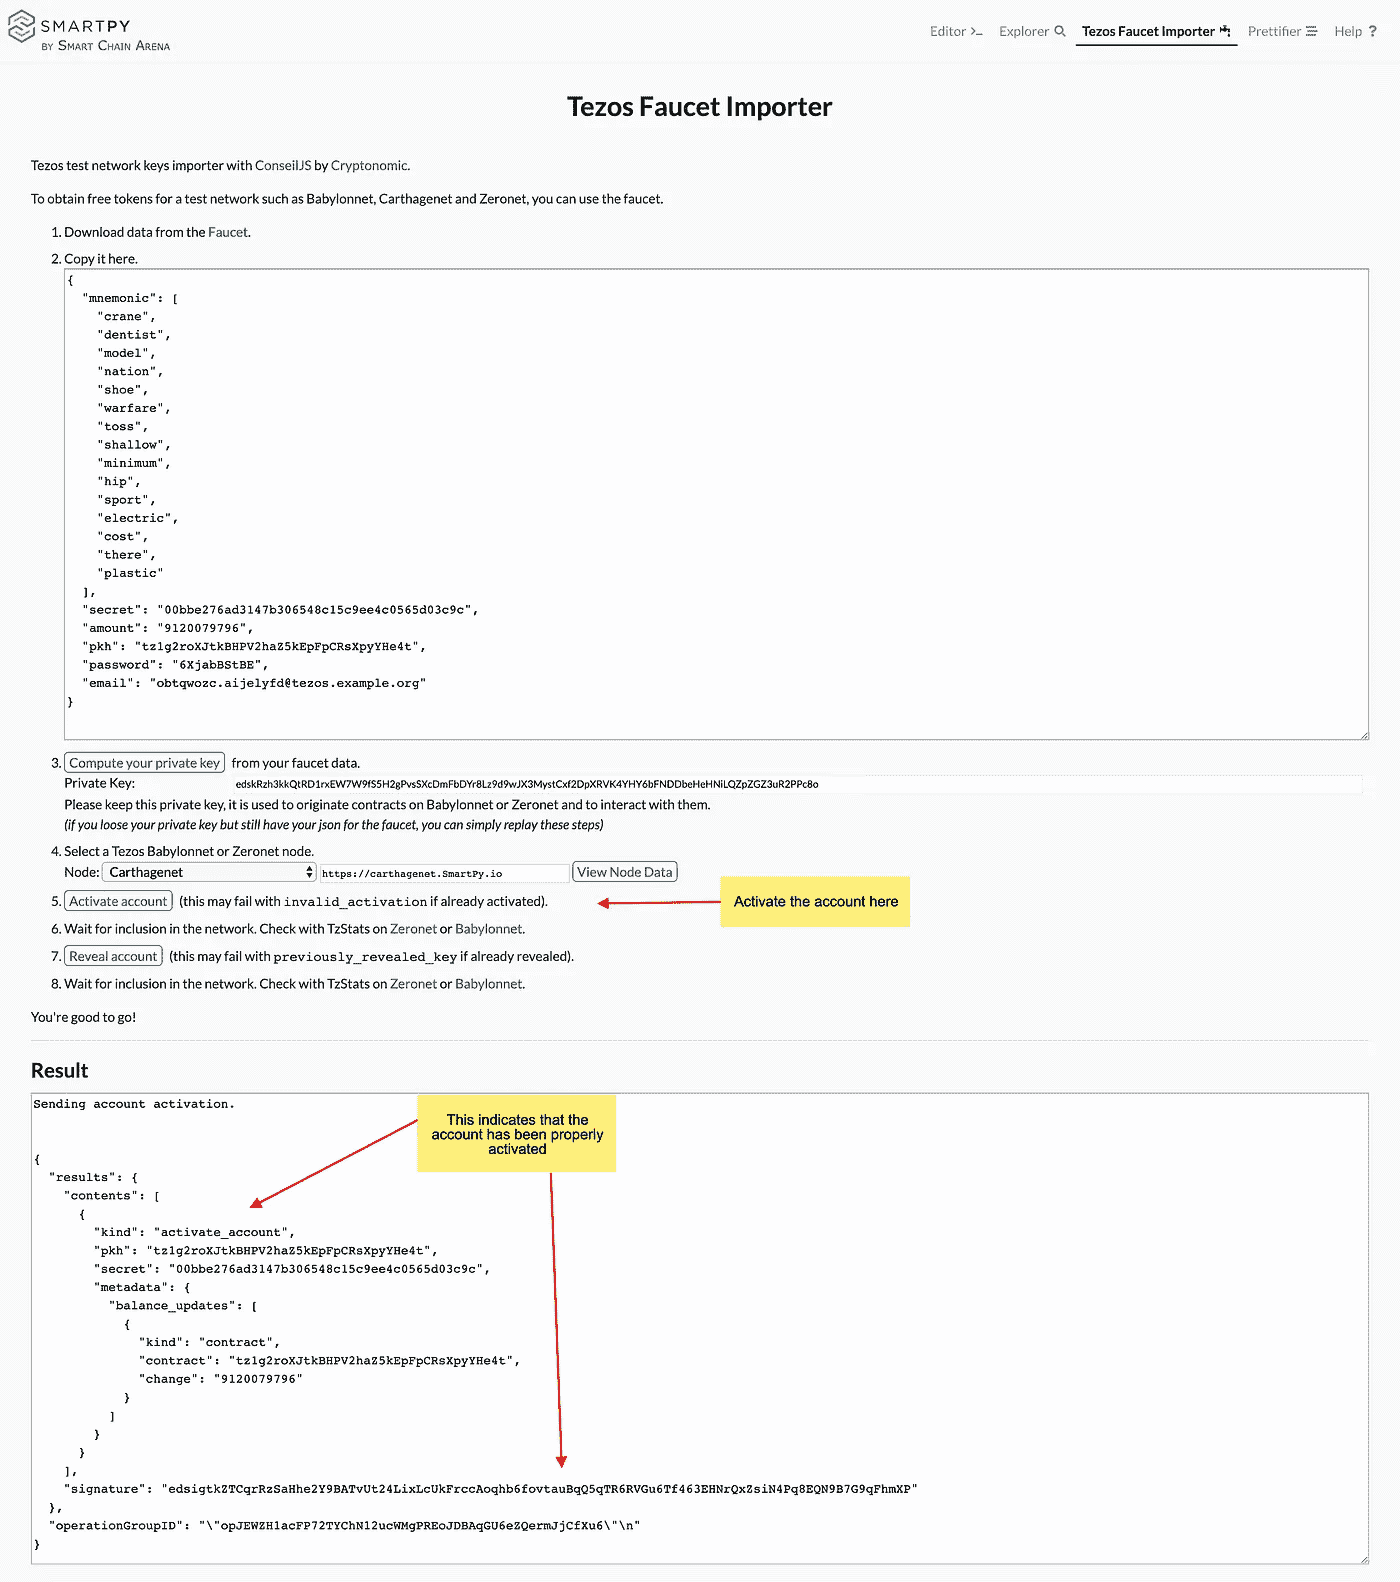 SMARTPY
BY SMART CHAIN ARENA
Editor >_ Explorer Tezos Faucet Importer Prettifier Help ?
Tezos Faucet Importer
Tezos test network keys importer with ConseilJS by Cryptonomic.
To obtain free tokens for a test network such as Babylonnet, Carthagenet and Zeronet, you can use the faucet.
1. Download data from the Faucet.
2. Copy it here.
{
"mnemonic": [
"crane",
"dentist",
"model",
"nation",
"shoe",
"warfare",
"toss",
"shallow",
"minimum",
"hip",
"sport",
"electric",
"cost",
"there",
"plastic"
],
"secret": "00bbe276ad3147b306548c15c9ee4c0565d03c9c",
"amount": "9120079796",
"pkh": "tz1g2roXJtkBHPV2haZ5kEpFpCRsXpyYHe4t",
"password": "6XjabBStBE",
"email": "obtqwozc.aijelyfd@tezos.example.org"
}
3. Compute your private key from your faucet data.
Private Key: edskRzh3kkQtRD1rxEW7W9fS5H2gPvsSXcDmFbDYr8Lz9d9wJX3MystCxf2DpXRVK4YHY6bFNDDbeHeHNiLQZpZGZ3uR2PPc8o
Please keep this private key, it is used to originate contracts on Babylonnet or Zeronet and to interact with them.
(if you loose your private key but still have your json for the faucet, you can simply replay these steps)
4. Select a Tezos Babylonnet or Zeronet node.
Node: Carthagenet https://carthagenet.SmartPy.io View Node Data
5. Activate account (this may fail with invalid_activation if already activated).
Activate the account here
6. Wait for inclusion in the network. Check with TzStats on Zeronet or Babylonnet.
7. Reveal account (this may fail with previously_revealed_key if already revealed).
8. Wait for inclusion in the network. Check with TzStats on Zeronet or Babylonnet.
You're good to go!
Result
Sending account activation.
This indicates that the
account has been properly
activated
{
"results": {
"contents": [
{
"kind": "activate_account",
"pkh": "tz1g2roXJtkBHPV2haZ5kEpFpCRsXpyYHe4t",
"secret": "00bbe276ad3147b306548c15c9ee4c0565d03c9c",
"metadata": {
"balance_updates": [
{
"kind": "contract",
"contract": "tz1g2roXJtkBHPV2haZ5kEpFpCRsXpyYHe4t",
"change": "9120079796"
}
]
}
}
],
"signature": "edsigtkZTCqrRzSaHhe2Y9BATvUt24LixLcUkFrccAoqhb6fovtauBqQ5qTR6RVGu6Tf463EHNrQxZsiN4Pq8EQN9B7G9qFhmXP"
},
"operationGroupID": "\"opJEWZH1acFP72TYChN12ucWMgPREoJDBAqGU6eZQermJjCfXu6\"\n"
}